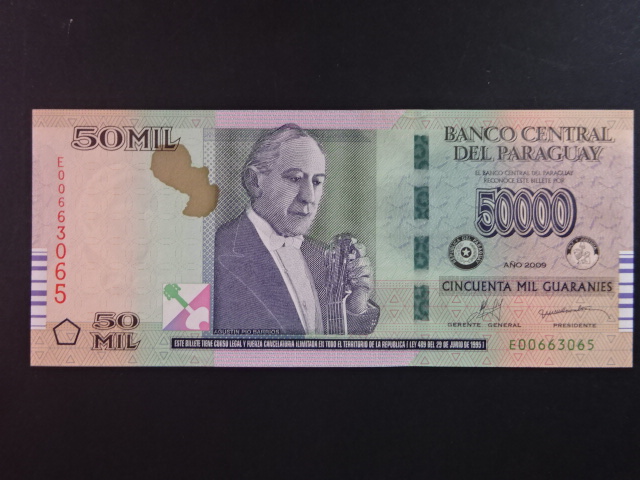 50 MIL
E00663065
BANCO CENTRAL
DEL PARAGUAY
EL BANCO CENTRAL DEL PARAGUAY
RECONOCE ESTE BILLETE POR
50000
AÑO 2009
CINCUENTA MIL GUARANIES
GERENTE GENERAL
PRESIDENTE
50
MIL
AGUSTIN PIO BARRIOS
ESTE BILLETE TIENE CURSO LEGAL Y FUERZA CANCELATORIA ILIMITADA EN TODO EL TERRITORIO DE LA REPUBLICA ( LEY 489 DEL 29 DE JUNIO DE 1995 )
E00663065